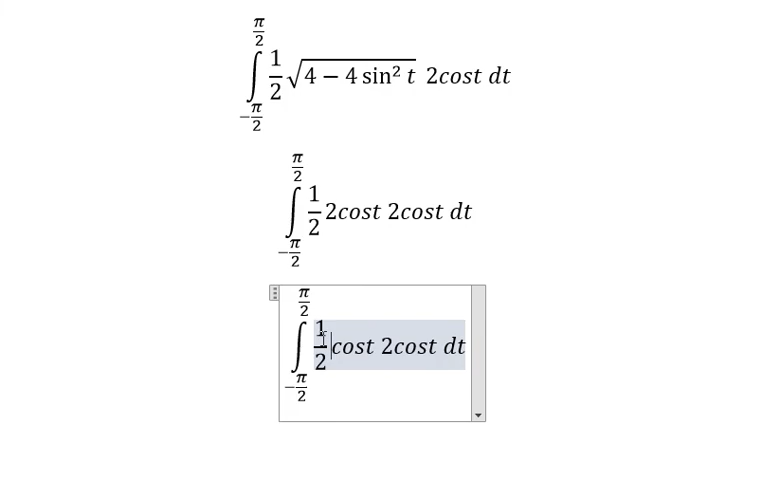 ∫_{-π/2}^{π/2} 1/2 √(4 − 4 sin² t) 2cost dt
∫_{-π/2}^{π/2} 1/2 2cost 2cost dt
∫_{-π/2}^{π/2} 1/2 cost 2cost dt